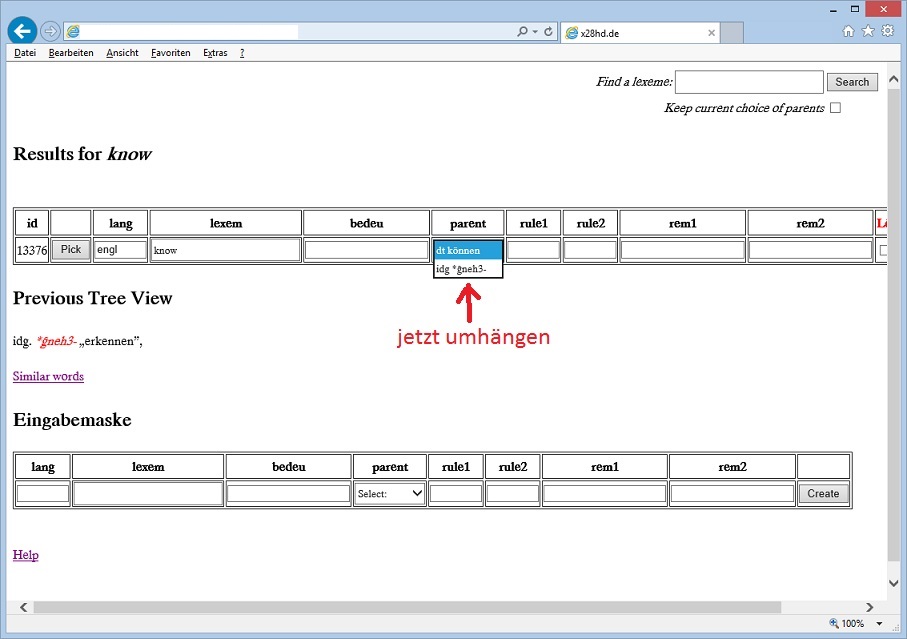 x28hd.de
Datei Bearbeiten Ansicht Favoriten Extras ?
Find a lexeme: Search
Keep current choice of parents
Results for know
id lang lexem bedeu parent rule1 rule2 rem1 rem2
13376 Pick engl know dt können
idg *ĝneh3-
Previous Tree View
jetzt umhängen
idg. *ĝneh3- „erkennen”,
Similar words
Eingabemaske
lang lexem bedeu parent rule1 rule2 rem1 rem2
Select: Create
Help
100%